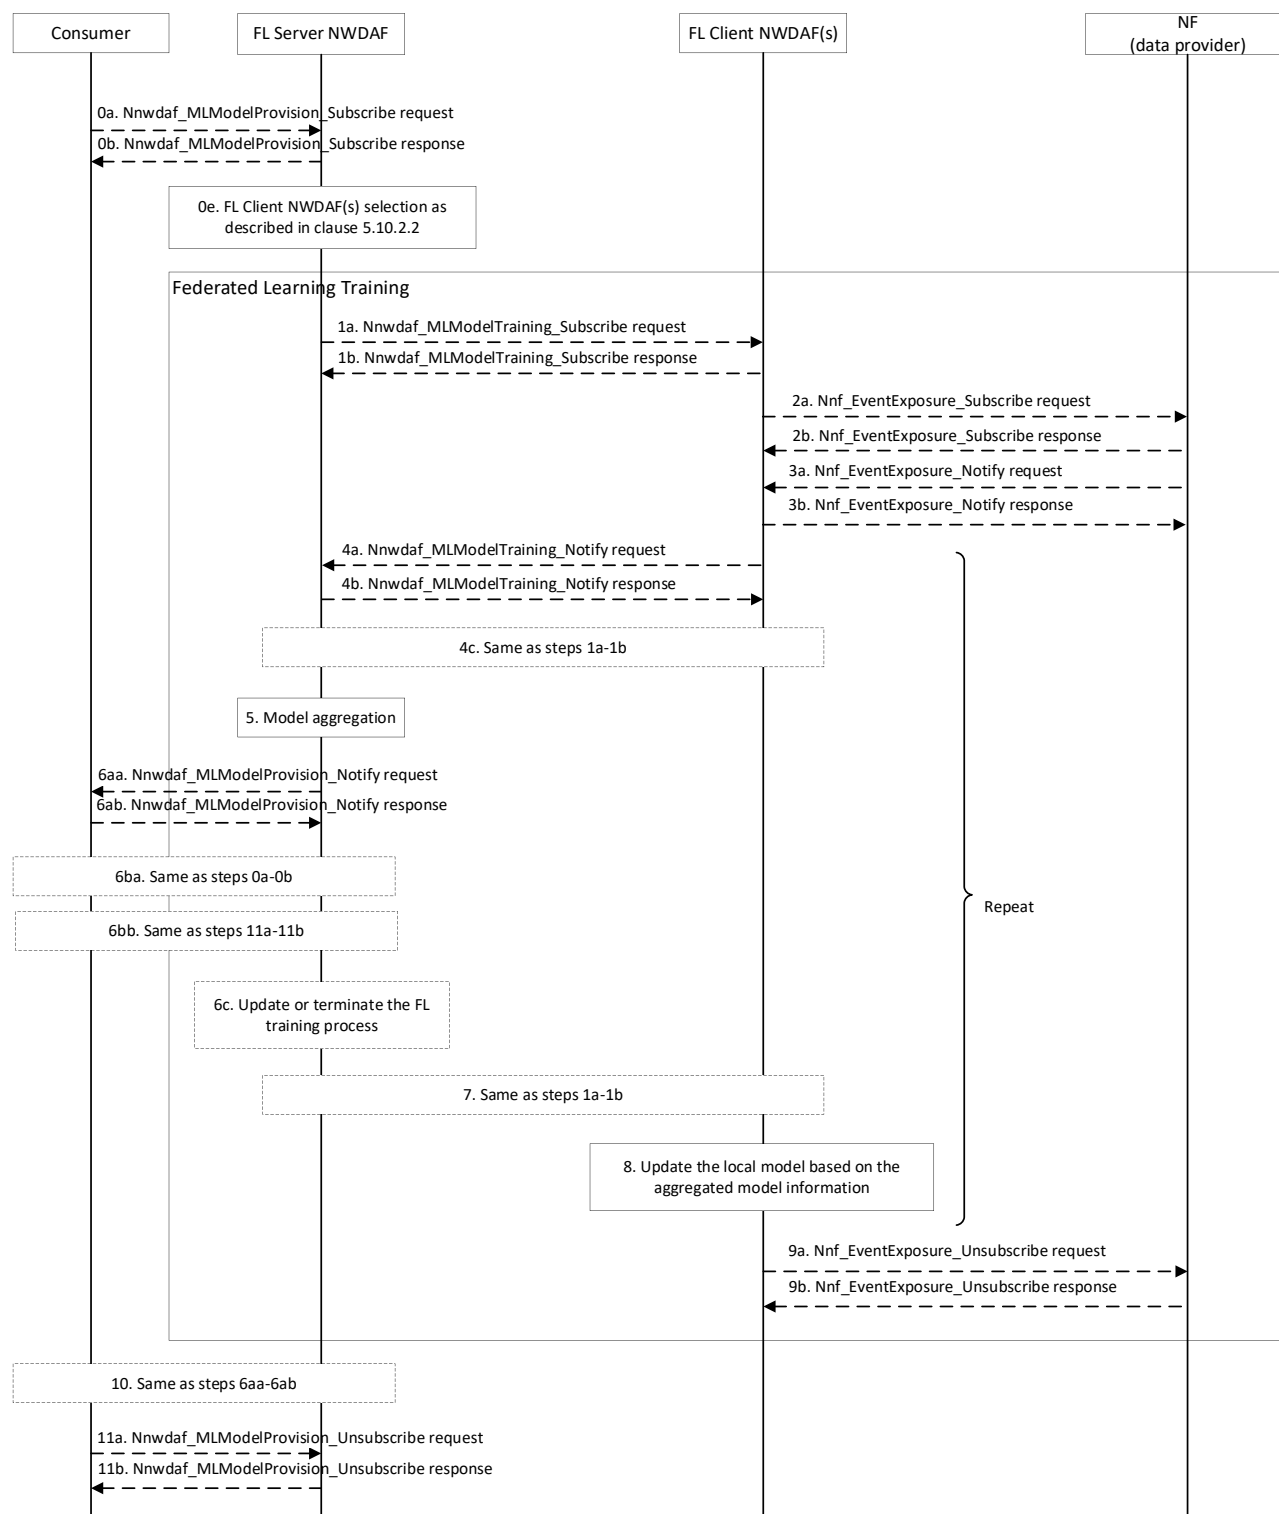 Consumer
FL Server NWDAF
FL Client NWDAF(s)
NF
(data provider)
0a. Nnwdaf_MLModelProvision_Subscribe request
0b. Nnwdaf_MLModelProvision_Subscribe response
0e. FL Client NWDAF(s) selection as
described in clause 5.10.2.2
Federated Learning Training
1a. Nnwdaf_MLModelTraining_Subscribe request
1b. Nnwdaf_MLModelTraining_Subscribe response
2a. Nnf_EventExposure_Subscribe request
2b. Nnf_EventExposure_Subscribe response
3a. Nnf_EventExposure_Notify request
3b. Nnf_EventExposure_Notify response
4a. Nnwdaf_MLModelTraining_Notify request
4b. Nnwdaf_MLModelTraining_Notify response
4c. Same as steps 1a-1b
5. Model aggregation
6aa. Nnwdaf_MLModelProvision_Notify request
6ab. Nnwdaf_MLModelProvision_Notify response
6ba. Same as steps 0a-0b
Repeat
6bb. Same as steps 11a-11b
6c. Update or terminate the FL
training process
7. Same as steps 1a-1b
8. Update the local model based on the
aggregated model information
9a. Nnf_EventExposure_Unsubscribe request
9b. Nnf_EventExposure_Unsubscribe response
10. Same as steps 6aa-6ab
11a. Nnwdaf_MLModelProvision_Unsubscribe request
11b. Nnwdaf_MLModelProvision_Unsubscribe response